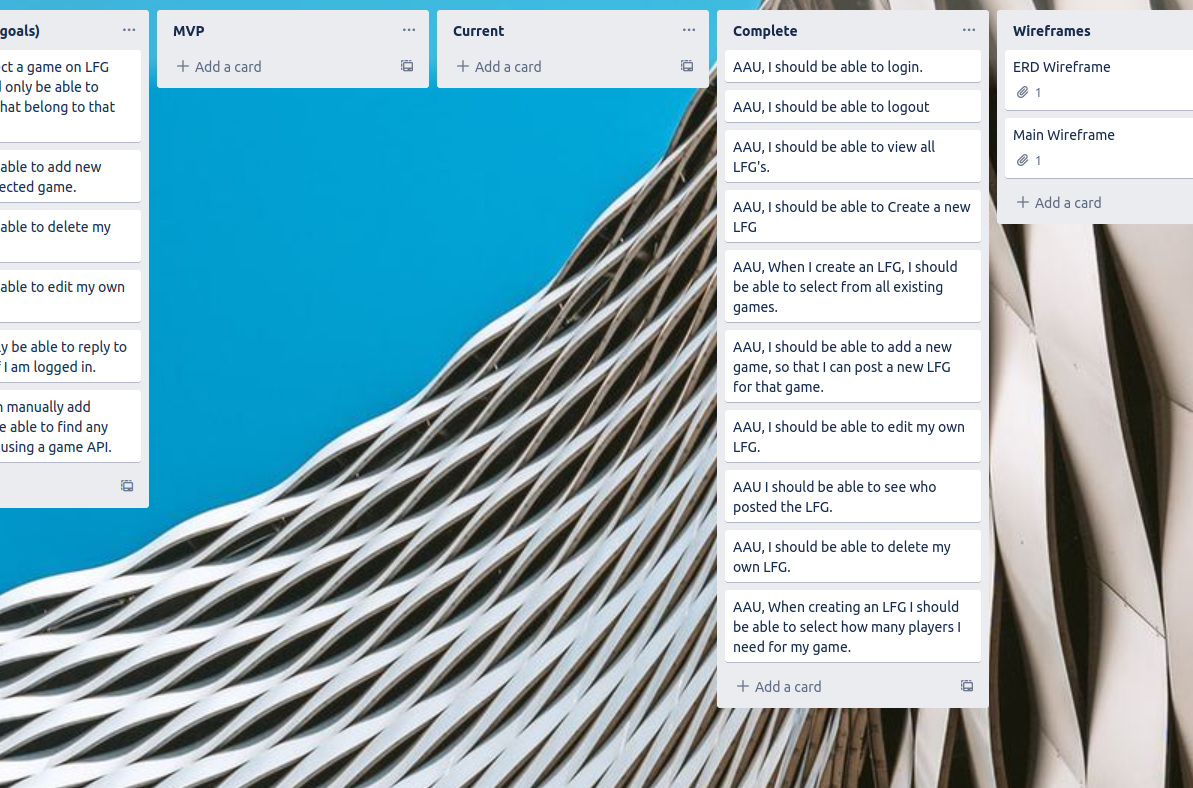 goals)
ct a game on LFG
only be able to
hat belong to that
able to add new
ected game.
able to delete my
able to edit my own
y be able to reply to
I am logged in.
manually add
e able to find any
using a game API.
MVP
Add a card
Current
Add a card
Complete
AAU, I should be able to login.
AAU, I should be able to logout
AAU, I should be able to view all
LFG's.
AAU, I should be able to Create a new
LFG
AAU, When I create an LFG, I should
be able to select from all existing
games.
AAU, I should be able to add a new
game, so that I can post a new LFG
for that game.
AAU, I should be able to edit my own
LFG.
AAU I should be able to see who
posted the LFG.
AAU, I should be able to delete my
own LFG.
AAU, When creating an LFG I should
be able to select how many players I
need for my game.
Add a card
Wireframes
ERD Wireframe
1
Main Wireframe
1
Add a card